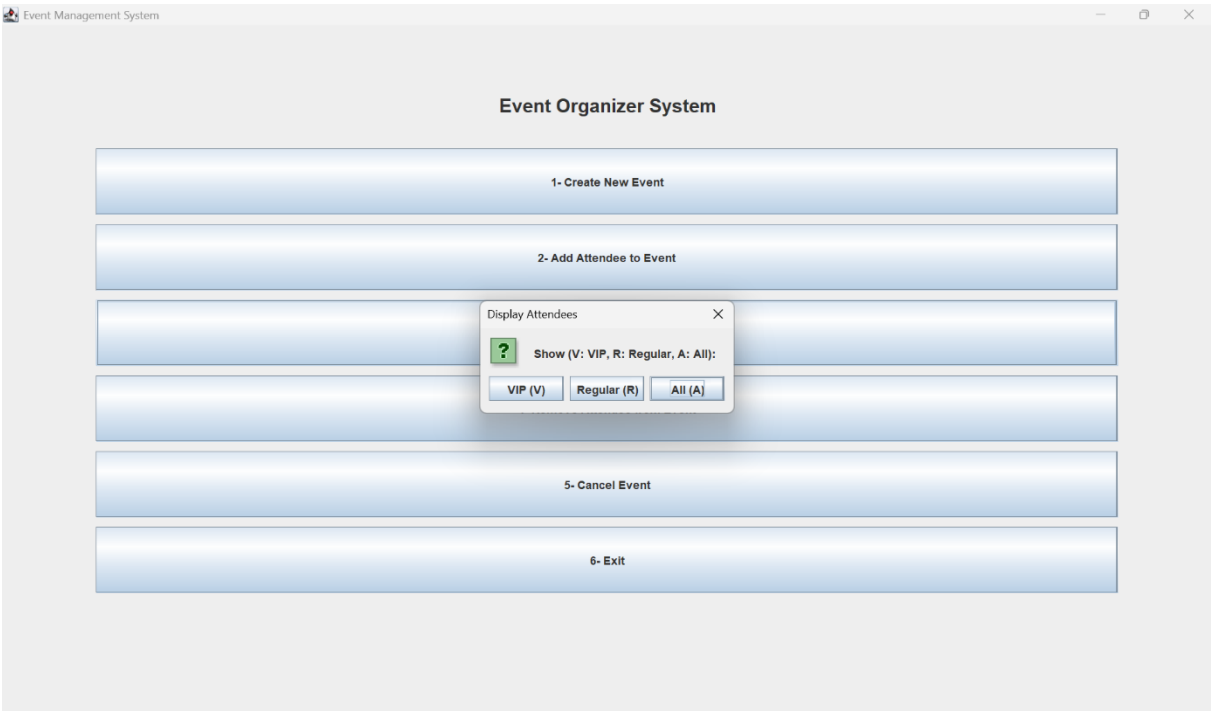 Event Management System
Event Organizer System
1- Create New Event
2- Add Attendee to Event
Display Attendees
?
Show (V: VIP, R: Regular, A: All):
VIP (V) Regular (R) All (A)
5- Cancel Event
6- Exit